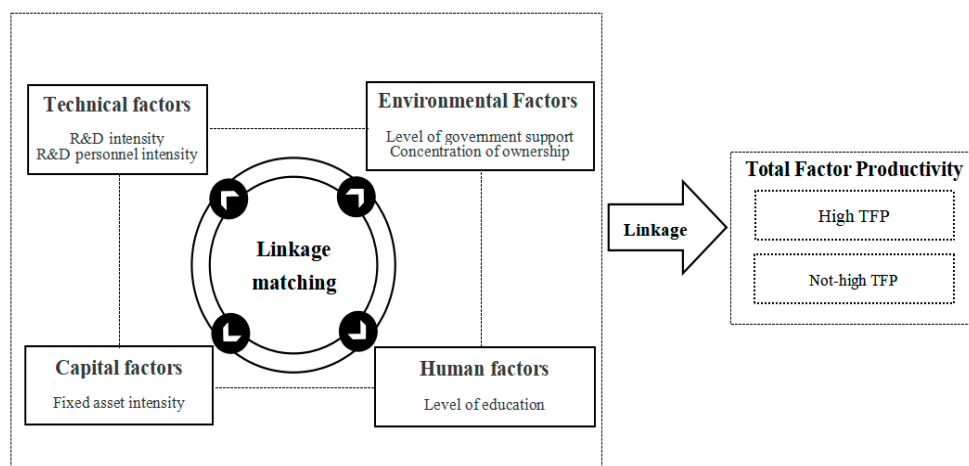 Technical factors
R&D intensity
R&D personnel intensity
Environmental Factors
Level of government support
Concentration of ownership
Linkage
matching
Capital factors
Fixed asset intensity
Human factors
Level of education
Linkage
Total Factor Productivity
High TFP
Not-high TFP